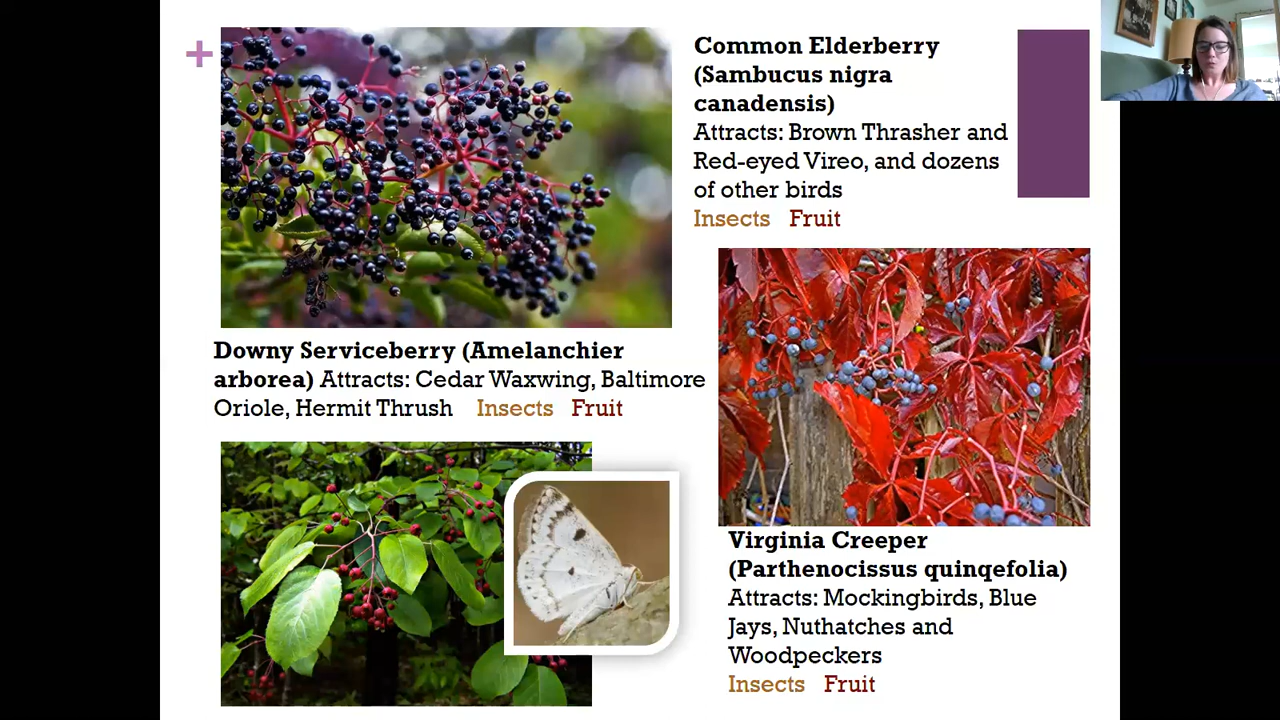 +
Common Elderberry
(Sambucus nigra
canadensis)
Attracts: Brown Thrasher and
Red-eyed Vireo, and dozens
of other birds
Insects Fruit
Downy Serviceberry (Amelanchier
arborea) Attracts: Cedar Waxwing, Baltimore
Oriole, Hermit Thrush Insects Fruit
Virginia Creeper
(Parthenocissus quinqefolia)
Attracts: Mockingbirds, Blue
Jays, Nuthatches and
Woodpeckers
Insects Fruit